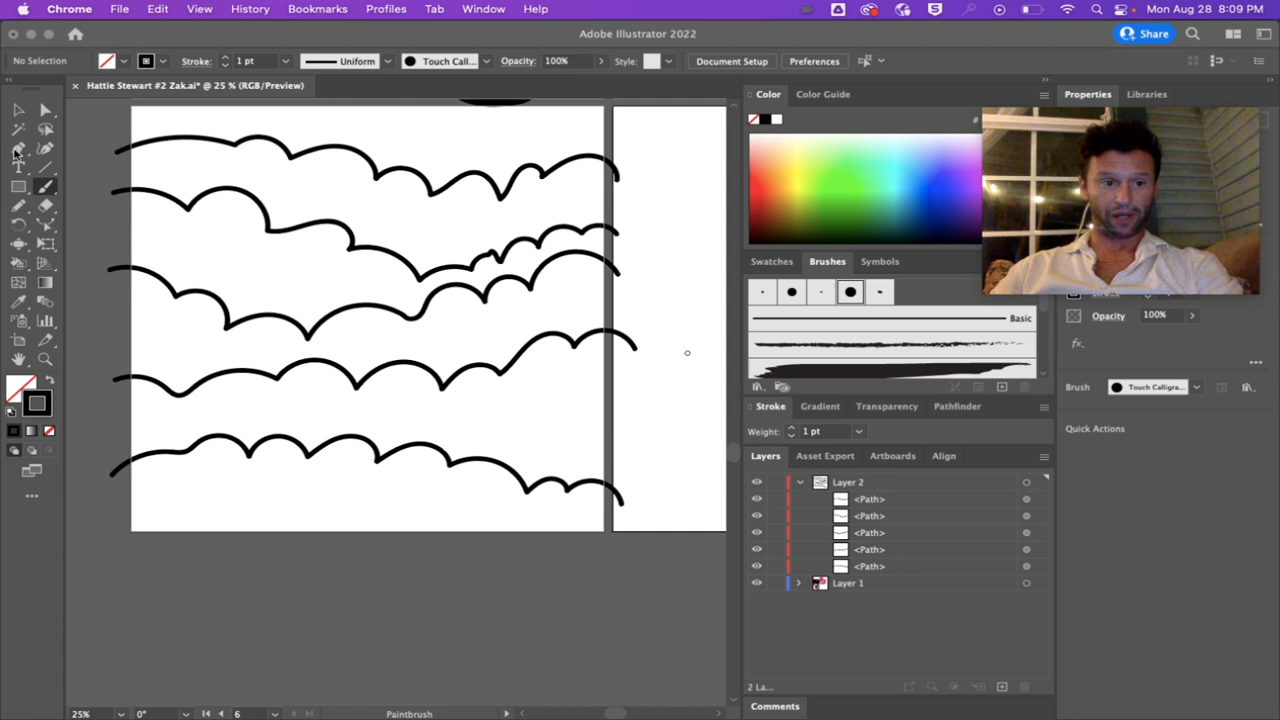 Chrome File Edit View History Bookmarks Profiles Tab Window Help Mon Aug 28 8:09 PM
Adobe Illustrator 2022
Share
No Selection Stroke: 1 pt Uniform Touch Call... Opacity: 100% Style: Document Setup Preferences
× Hattie Stewart #2 Zak.ai* @ 25 % (RGB/Preview)
Color Color Guide
#
Properties Libraries
Swatches Brushes Symbols
Basic
Opacity 100%
fx.
Brush Touch Calligra...
Quick Actions
Stroke Gradient Transparency Pathfinder
Weight: 1 pt
Layers Asset Export Artboards Align
Layer 2
<Path>
<Path>
<Path>
<Path>
<Path>
Layer 1
2 La...
Comments
25% 0° 6 Paintbrush